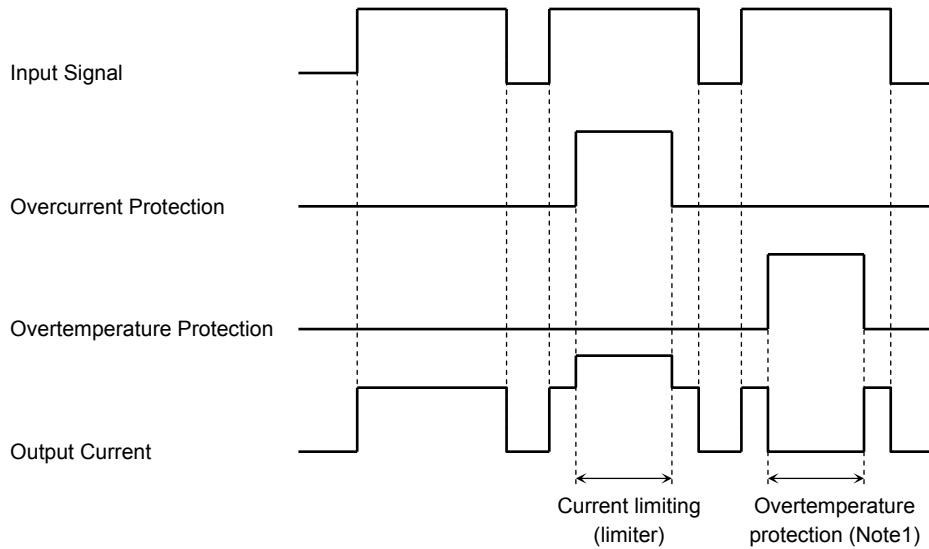 Input Signal
Overcurrent Protection
Overtemperature Protection
Output Current
Current limiting
(limiter)
Overtemperature
protection (Note1)